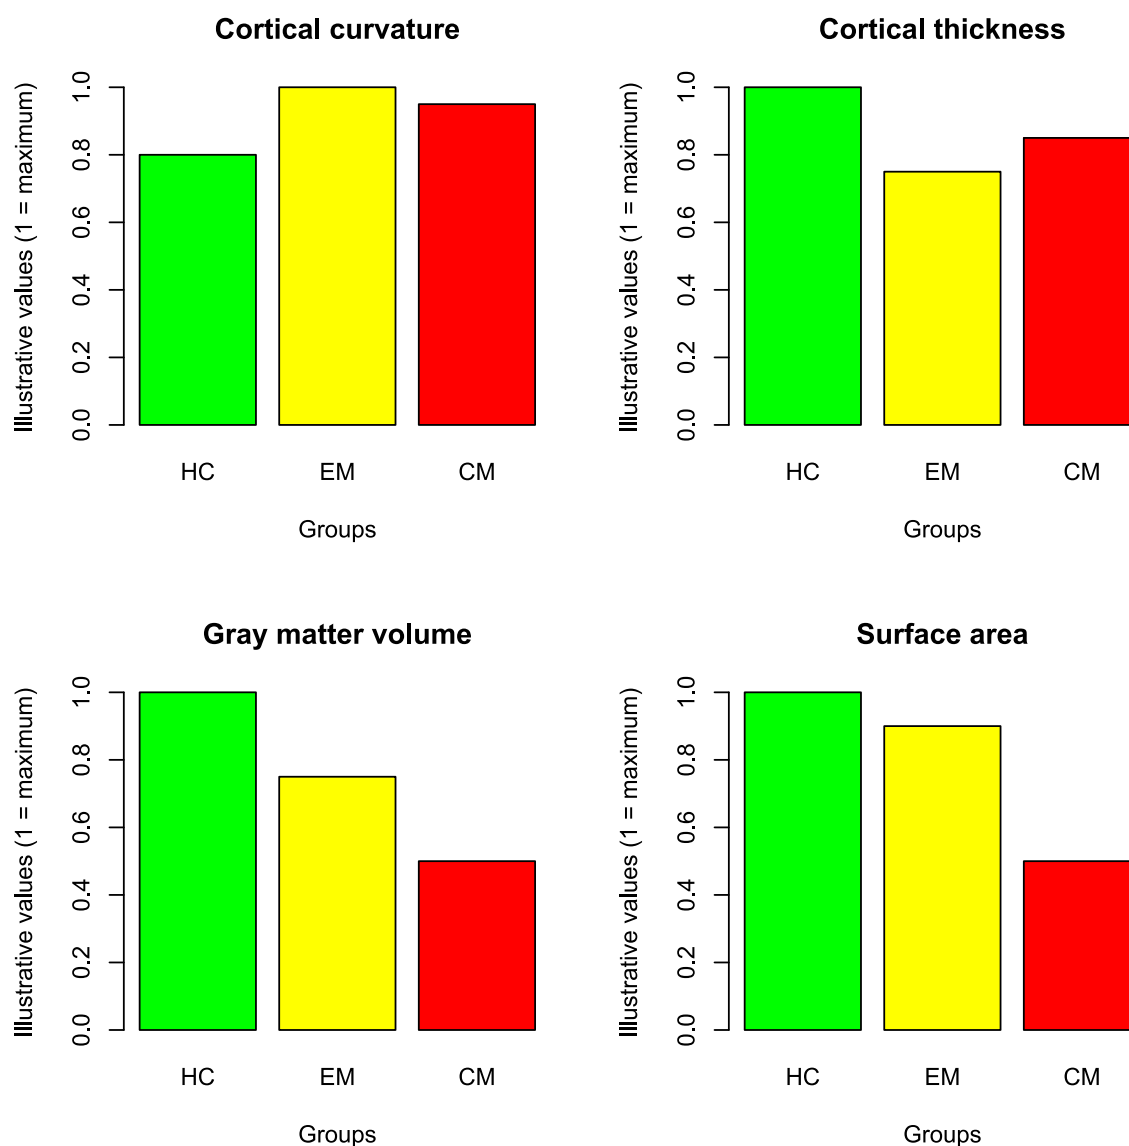 Cortical curvature
Illustrative values (1 = maximum)
1.0
0.8
0.6
0.4
0.2
0.0
HC EM CM
Groups
Cortical thickness
Illustrative values (1 = maximum)
1.0
0.8
0.6
0.4
0.2
0.0
HC EM CM
Groups
Gray matter volume
Illustrative values (1 = maximum)
1.0
0.8
0.6
0.4
0.2
0.0
HC EM CM
Groups
Surface area
Illustrative values (1 = maximum)
1.0
0.8
0.6
0.4
0.2
0.0
HC EM CM
Groups